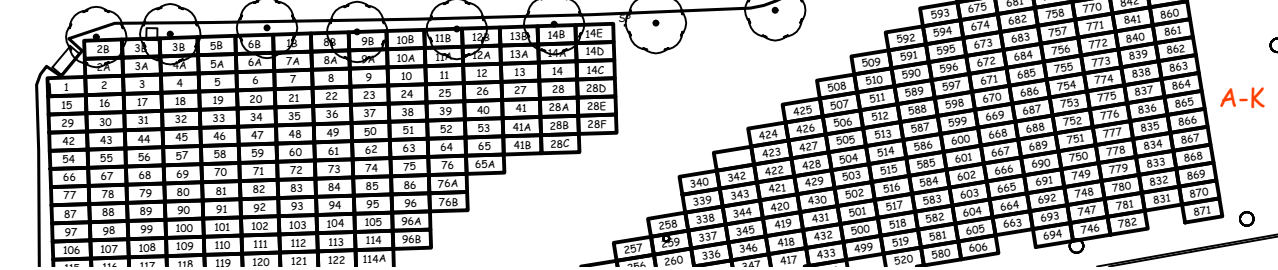 2B 3B 3B 5B 6B 1B 8B 9B 10B 11B 12B 13B 14B 14E
2A 3A 4A 5A 6A 7A 8A 9A 10A 11A 12A 13A 14A 14D
1 2 3 4 5 6 7 8 9 10 11 12 13 14 14C
15 16 17 18 19 20 21 22 23 24 25 26 27 28 28D
29 30 31 32 33 34 35 36 37 38 39 40 41 28A 28E
42 43 44 45 46 47 48 49 50 51 52 53 41A 28B 28F
54 55 56 57 58 59 60 61 62 63 64 65 41B 28C
66 67 68 69 70 71 72 73 74 75 76 65A
77 78 79 80 81 82 83 84 85 86 76A
87 88 89 90 91 92 93 94 95 96 76B
97 98 99 100 101 102 103 104 105 96A
106 107 108 109 110 111 112 113 114 96B
115 116 117 118 119 120 121 122 114A
593 675 681
592 594 674 682 758 770 842
509 591 595 673 683 757 771 841 860
508 510 590 596 672 684 756 772 840 861
425 507 511 589 597 671 685 755 773 839 862
424 426 506 512 588 598 670 686 754 774 838 863
423 427 505 513 587 599 669 687 753 775 837 864
340 342 422 428 504 514 586 600 668 688 752 776 836 865
339 343 421 429 503 515 585 601 667 689 751 777 835 866
258 338 344 420 430 502 516 584 602 666 690 750 778 834 867
257 259 337 345 419 431 501 517 583 603 665 691 749 779 833 868
256 260 336 346 418 432 500 518 582 604 664 692 748 780 832 869
347 417 433 499 519 581 605 663 693 747 781 831 870
520 580 606 694 746 782 871
A-K